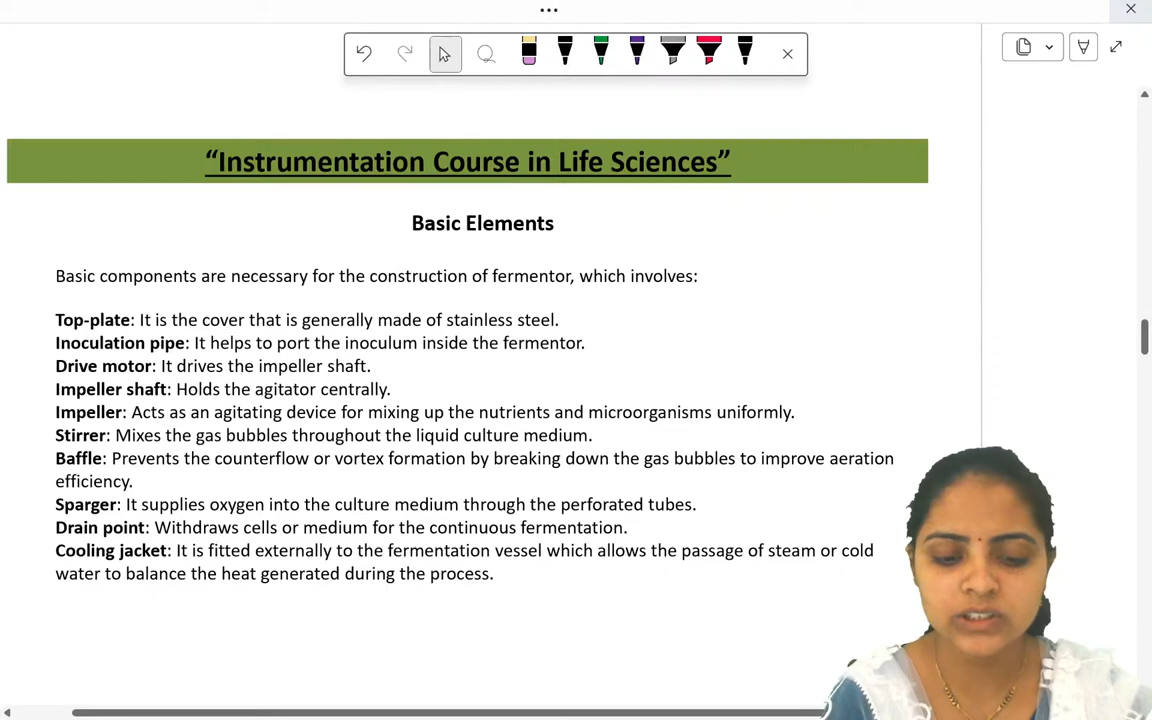 “Instrumentation Course in Life Sciences”
Basic Elements
Basic components are necessary for the construction of fermentor, which involves:
Top-plate: It is the cover that is generally made of stainless steel.
Inoculation pipe: It helps to port the inoculum inside the fermentor.
Drive motor: It drives the impeller shaft.
Impeller shaft: Holds the agitator centrally.
Impeller: Acts as an agitating device for mixing up the nutrients and microorganisms uniformly.
Stirrer: Mixes the gas bubbles throughout the liquid culture medium.
Baffle: Prevents the counterflow or vortex formation by breaking down the gas bubbles to improve aeration
efficiency.
Sparger: It supplies oxygen into the culture medium through the perforated tubes.
Drain point: Withdraws cells or medium for the continuous fermentation.
Cooling jacket: It is fitted externally to the fermentation vessel which allows the passage of steam or cold
water to balance the heat generated during the process.